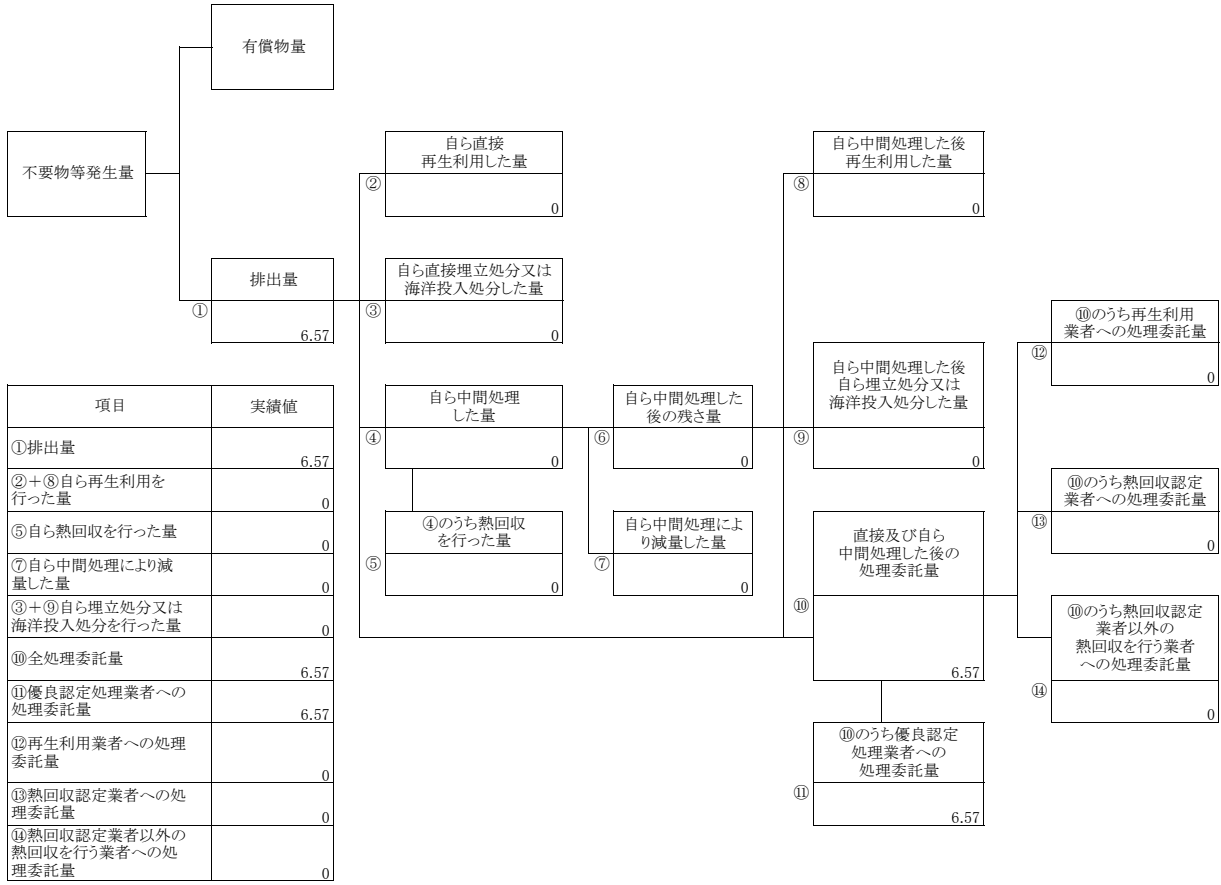 有償物量
不要物等発生量
自ら直接
再生利用した量
②
0
自ら中間処理した後
再生利用した量
⑧
0
排出量
①
6.57
自ら直接埋立処分又は
海洋投入処分した量
③
0
⑩のうち再生利用
業者への処理委託量
⑫
0
自ら中間処理
した量
④
0
自ら中間処理した
後の残さ量
⑥
0
自ら中間処理した後
自ら埋立処分又は
海洋投入処分した量
⑨
0
④のうち熱回収
を行った量
⑤
0
自ら中間処理によ
り減量した量
⑦
0
直接及び自ら
中間処理した後の
処理委託量
⑩
6.57
⑩のうち熱回収認定
業者への処理委託量
⑬
0
⑩のうち熱回収認定
業者以外の
熱回収を行う業者
への処理委託量
⑭
0
⑩のうち優良認定
処理業者への
処理委託量
⑪
6.57
項目 実績値
①排出量 6.57
②＋⑧自ら再生利用を
行った量 0
⑤自ら熱回収を行った量 0
⑦自ら中間処理により減
量した量 0
③＋⑨自ら埋立処分又は
海洋投入処分を行った量 0
⑩全処理委託量 6.57
⑪優良認定処理業者への
処理委託量 6.57
⑫再生利用業者への処理
委託量 0
⑬熱回収認定業者への処
理委託量 0
⑭熱回収認定業者以外の
熱回収を行う業者への処
理委託量 0